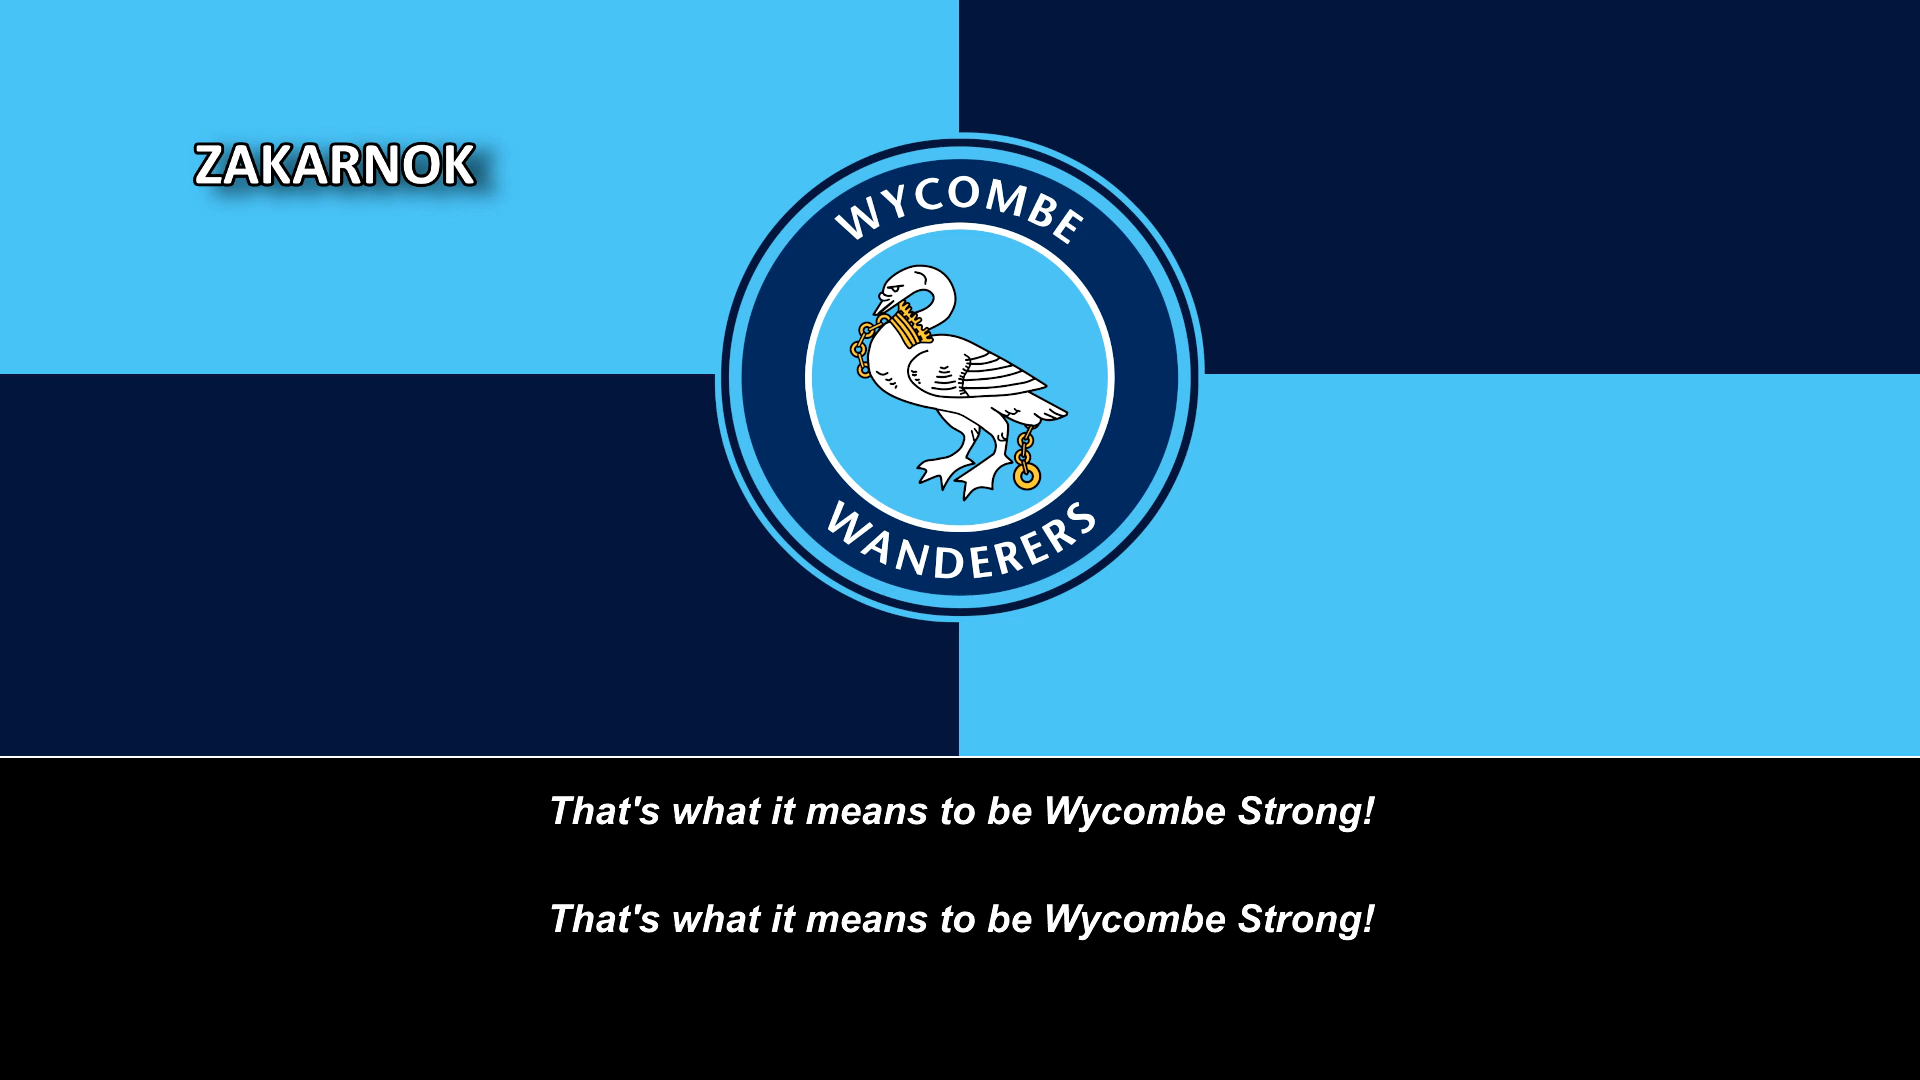 ZAKARNOK
WYCOMBE
WANDERERS
That's what it means to be Wycombe Strong!
That's what it means to be Wycombe Strong!